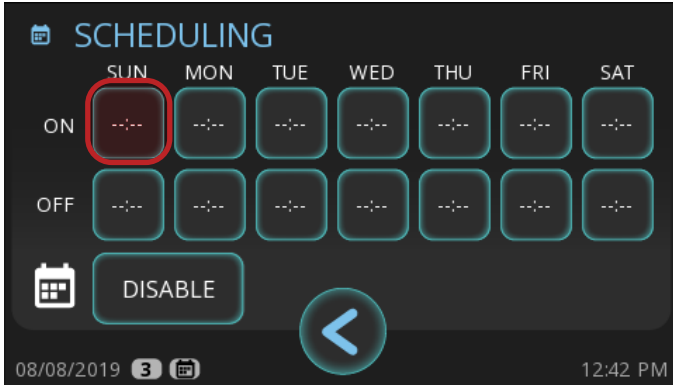 SCHEDULING
SUN MON TUE WED THU FRI SAT
ON --:-- --:-- --:-- --:-- --:-- --:-- --:--
OFF --:-- --:-- --:-- --:-- --:-- --:-- --:--
DISABLE
08/08/2019 3 12:42 PM